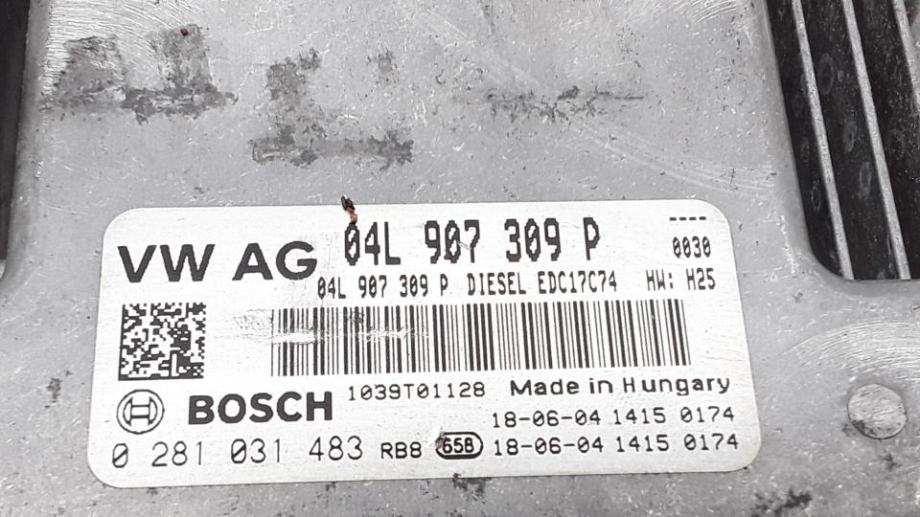 VW AG 04L 907 309 P ----
0030
04L 907 309 P DIESEL EDC17C74 HW: H25
BOSCH 1039T01128 Made in Hungary
18-06-04 1415 0174
0 281 031 483 RB8 658 18-06-04 1415 0174